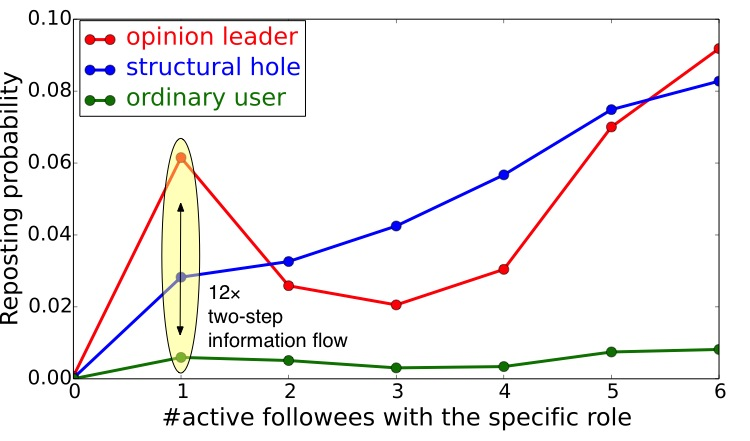 0.10
0.08
0.06
0.04
0.02
0.00
Reposting probability
opinion leader
structural hole
ordinary user
12×
two-step
information flow
0 1 2 3 4 5 6
#active followees with the specific role